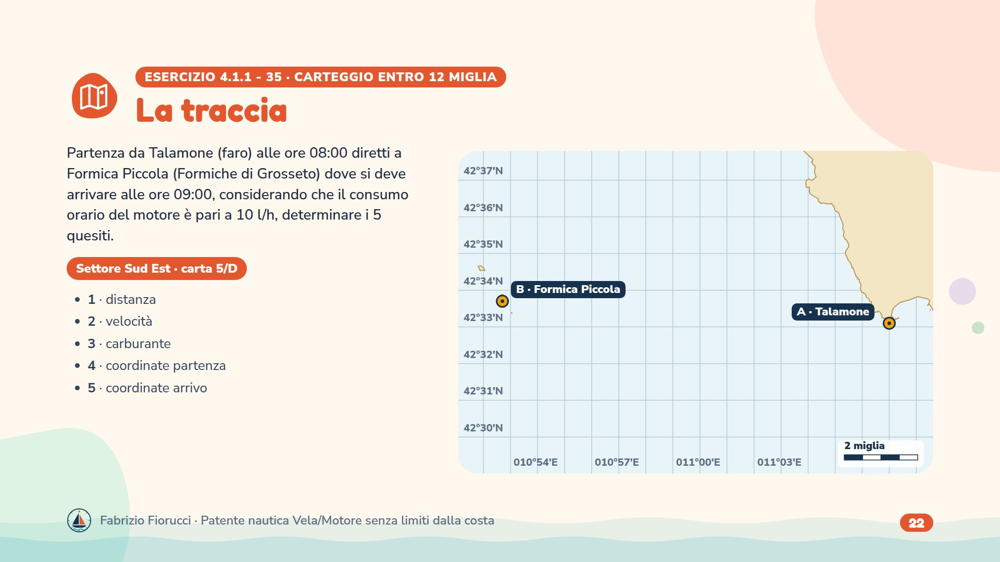 ESERCIZIO 4.1.1 - 35 · CARTEGGIO ENTRO 12 MIGLIA
La traccia
Partenza da Talamone (faro) alle ore 08:00 diretti a
Formica Piccola (Formiche di Grosseto) dove si deve
arrivare alle ore 09:00, considerando che il consumo
orario del motore è pari a 10 l/h, determinare i 5
quesiti.
Settore Sud Est · carta 5/D
1 · distanza
2 · velocità
3 · carburante
4 · coordinate partenza
5 · coordinate arrivo
42°37'N
42°36'N
42°35'N
42°34'N
B · Formica Piccola
A · Talamone
42°33'N
42°32'N
42°31'N
42°30'N
2 miglia
010°54'E
010°57'E
011°00'E
011°03'E
Fabrizio Fiorucci · Patente nautica Vela/Motore senza limiti dalla costa
22